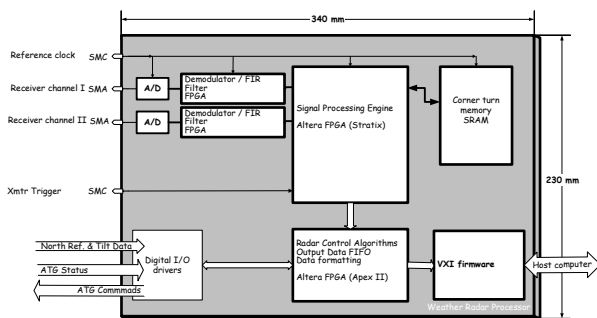 340 mm
Reference clock SMC
Receiver channel I SMA
A/D
Demodulator / FIR
Filter
FPGA
Receiver channel II SMA
A/D
Demodulator / FIR
Filter
FPGA
Signal Processing Engine
Altera FPGA (Stratix)
Corner turn
memory
SRAM
230 mm
Xmtr Trigger SMC
North Ref. & Tilt Data
ATG Status
ATG Commmads
Digital I/O
drivers
Radar Control Algorithms
Output Data FIFO
Data formatting
Altera FPGA (Apex II)
VXI firmware
Host computer
Weather Radar Processor